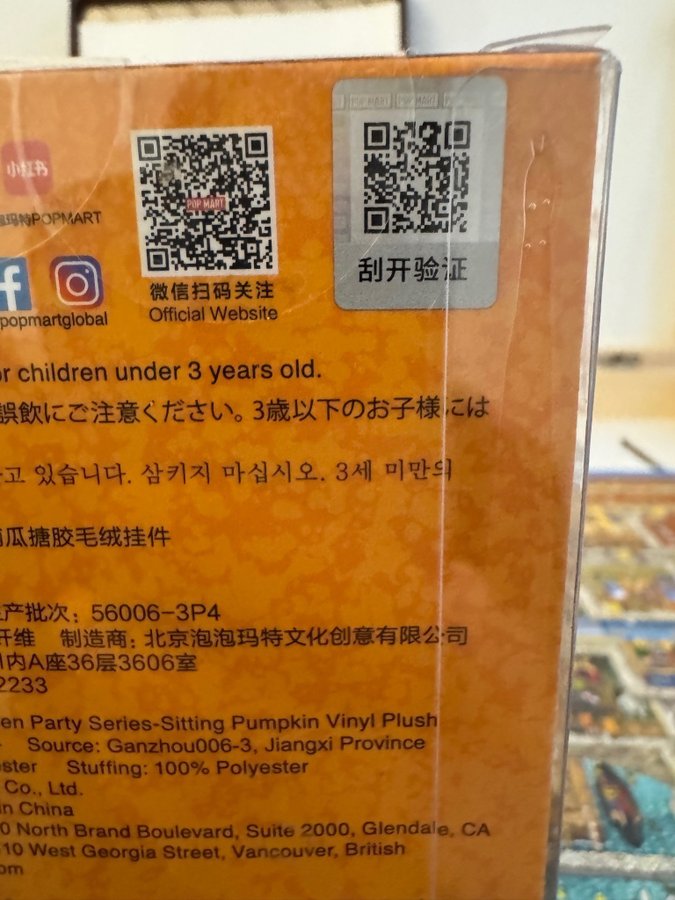 POP MART POP MART
小红书
POP MART
玛特POPMART
刮开验证
微信扫码关注
popmartglobal
Official Website
or children under 3 years old.
誤飲にご注意ください。3歳以下のお子様には
고 있습니다. 삼키지 마십시오. 3세 미만의
瓜搪胶毛绒挂件
产批次：56006-3P4
纤维 制造商：北京泡泡玛特文化创意有限公司
内A座36层3606室
2233
en Party Series-Sitting Pumpkin Vinyl Plush
Source: Ganzhou006-3, Jiangxi Province
ster Stuffing: 100% Polyester
Co., Ltd.
in China
0 North Brand Boulevard, Suite 2000, Glendale, CA
10 West Georgia Street, Vancouver, British
om